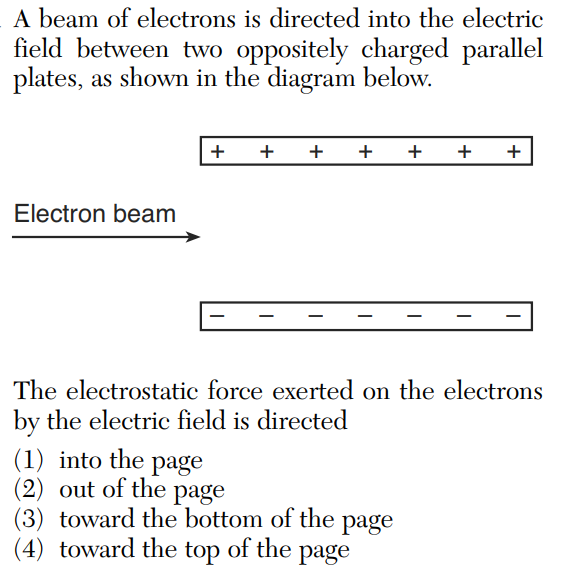 A beam of electrons is directed into the electric
field between two oppositely charged parallel
plates, as shown in the diagram below.
+ + + + + + +
Electron beam
− − − − − − −
The electrostatic force exerted on the electrons
by the electric field is directed
(1) into the page
(2) out of the page
(3) toward the bottom of the page
(4) toward the top of the page